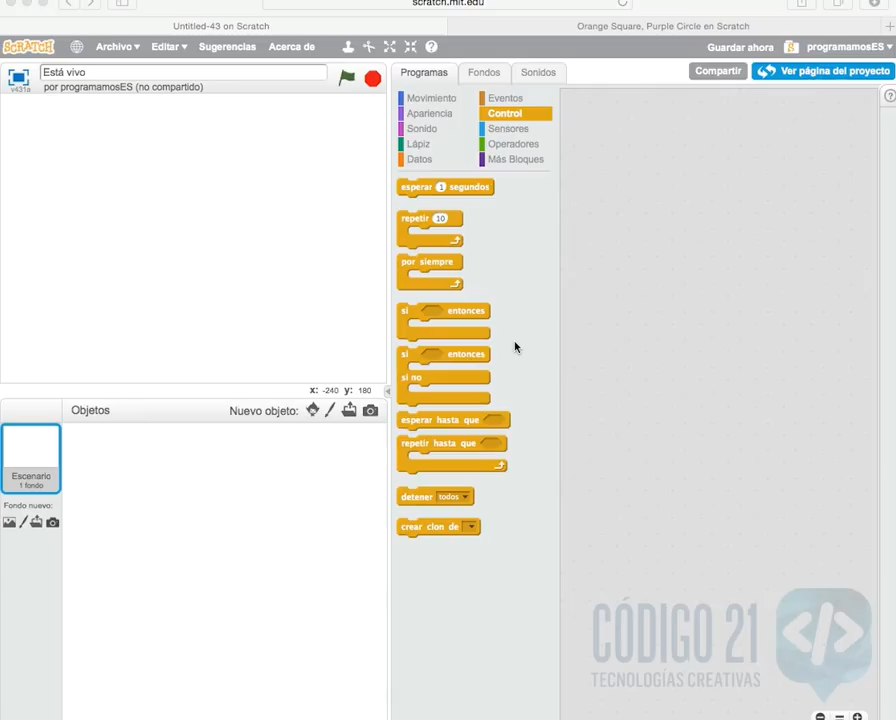 scratch.mit.edu
Untitled-43 on Scratch
Orange Square, Purple Circle en Scratch
SCRATCH
Archivo
Editar
Sugerencias
Acerca de
Guardar ahora
programamosES
v431a
Está vivo
por programamosES (no compartido)
Programas
Fondos
Sonidos
Compartir
Ver página del proyecto
Movimiento
Eventos
Apariencia
Control
Sonido
Sensores
Lápiz
Operadores
Datos
Más Bloques
esperar 1 segundos
repetir 10
por siempre
si entonces
si entonces
si no
esperar hasta que
repetir hasta que
detener todos
crear clon de
x: -240 y: 180
Objetos
Nuevo objeto:
Escenario
1 fondo
Fondo nuevo:
CÓDIGO 21
TECNOLOGÍAS CREATIVAS